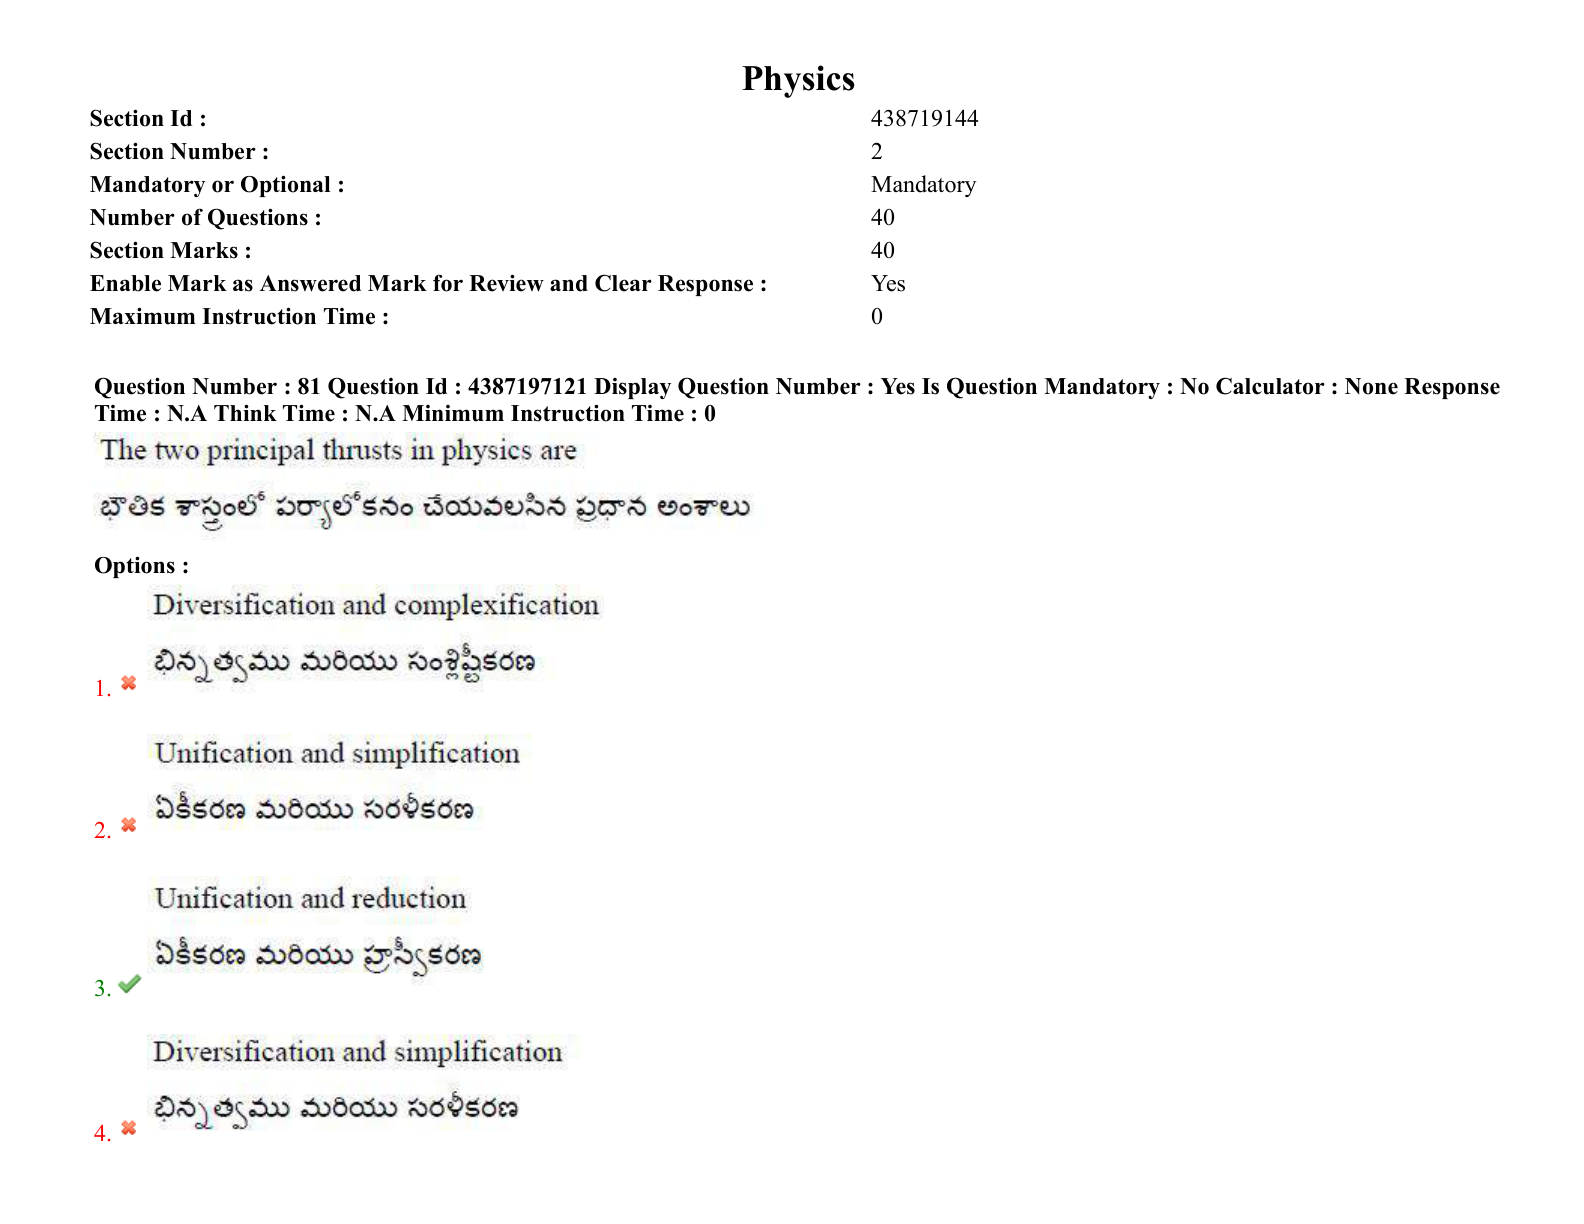 Physics
Section Id : 438719144
Section Number : 2
Mandatory or Optional : Mandatory
Number of Questions : 40
Section Marks : 40
Enable Mark as Answered Mark for Review and Clear Response : Yes
Maximum Instruction Time : 0
Question Number : 81 Question Id : 4387197121 Display Question Number : Yes Is Question Mandatory : No Calculator : None Response
Time : N.A Think Time : N.A Minimum Instruction Time : 0
The two principal thrusts in physics are
భౌతిక శాస్త్రంలో పర్యాలోకనం చేయవలసిన ప్రధాన అంశాలు
Options :
Diversification and complexification
భిన్నత్వము మరియు సంశ్లిష్టీకరణ
1.
Unification and simplification
ఏకీకరణ మరియు సరళీకరణ
2.
Unification and reduction
ఏకీకరణ మరియు హ్రస్వీకరణ
3.
Diversification and simplification
భిన్నత్వము మరియు సరళీకరణ
4.